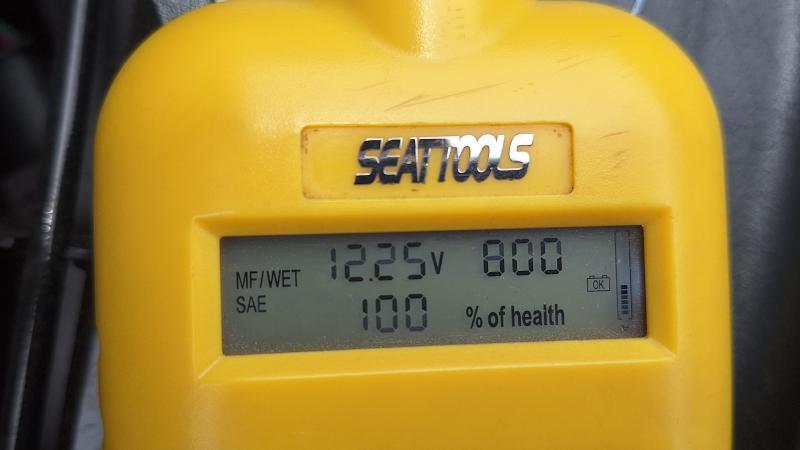 SEATTOOLS
MF/WET 12.25V 800
SAE 100 % of health
OK